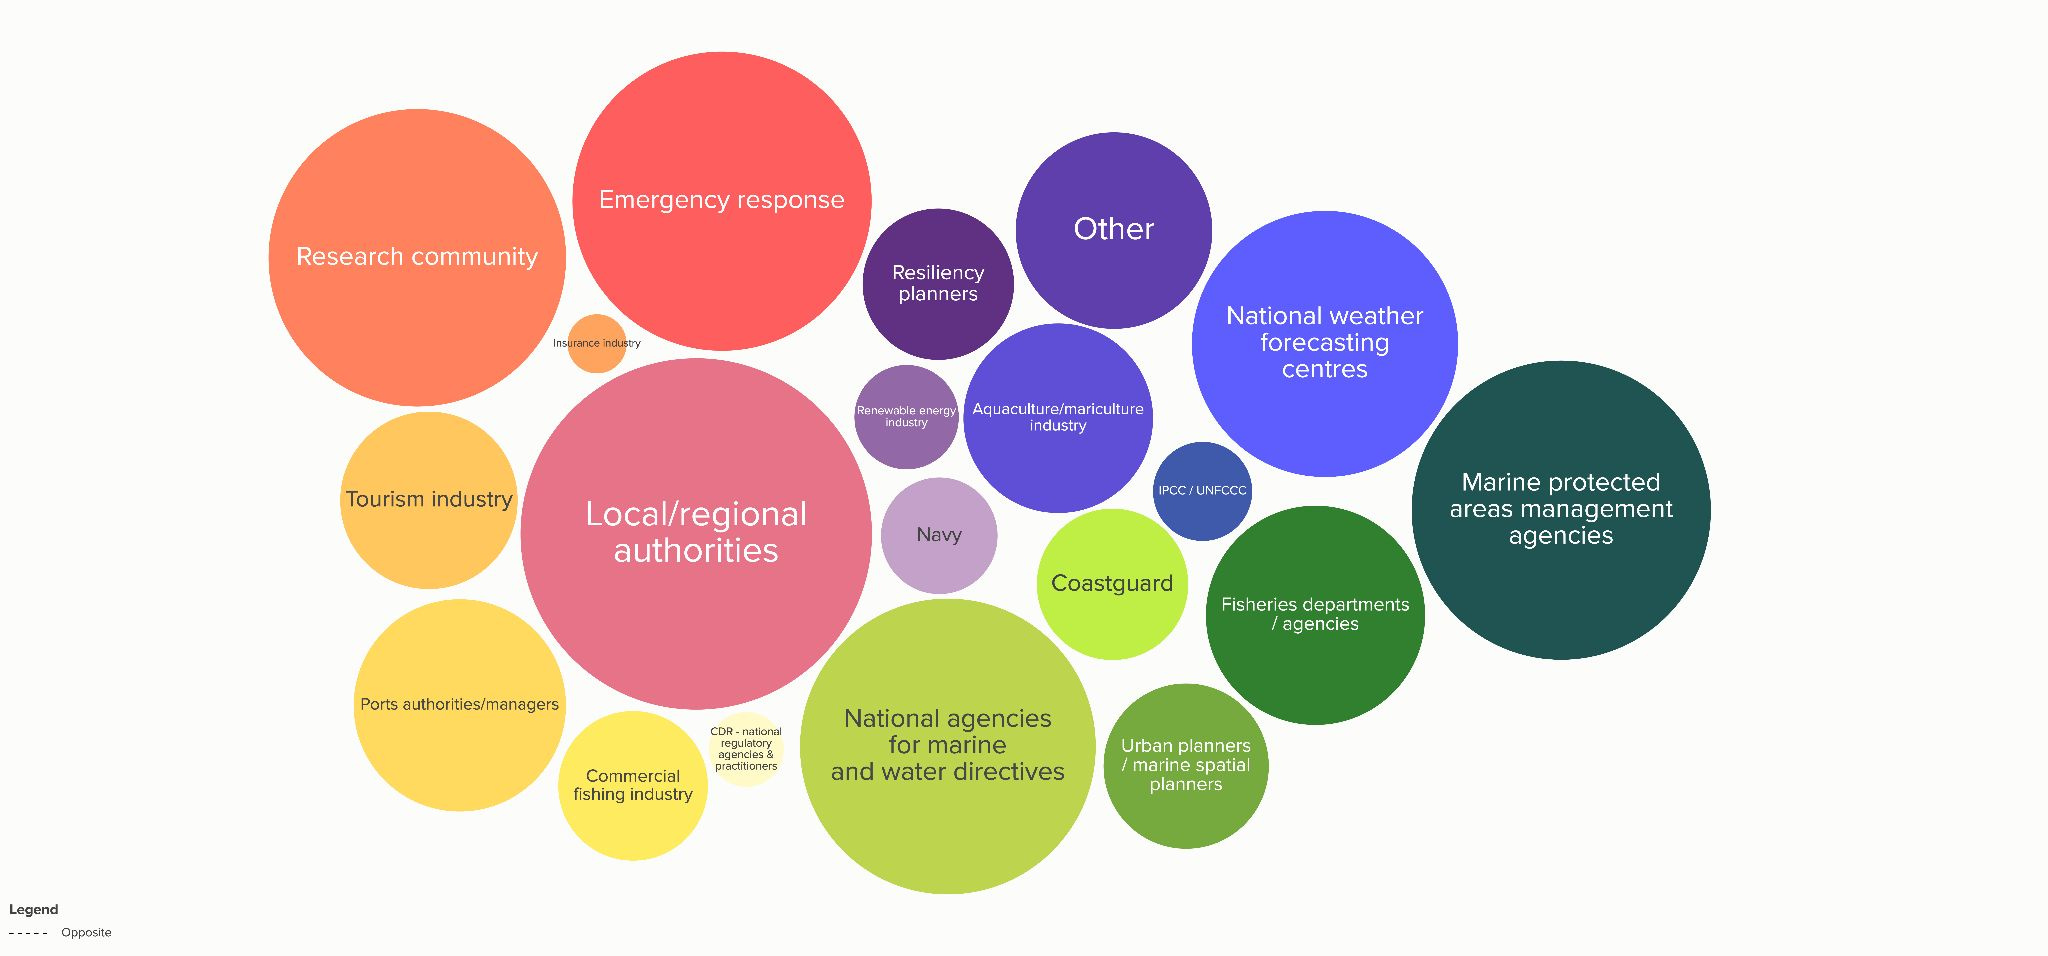 Emergency response
Research community
Other
Resiliency
planners
National weather
forecasting
centres
Insurance industry
Renewable energy
industry
Aquaculture/mariculture
industry
Tourism industry
Local/regional
authorities
Navy
IPCC / UNFCCC
Marine protected
areas management
agencies
Coastguard
Fisheries departments
/ agencies
Ports authorities/managers
Commercial
fishing industry
CDR - national
regulatory
agencies &
practitioners
National agencies
for marine
and water directives
Urban planners
/ marine spatial
planners
Legend
Opposite